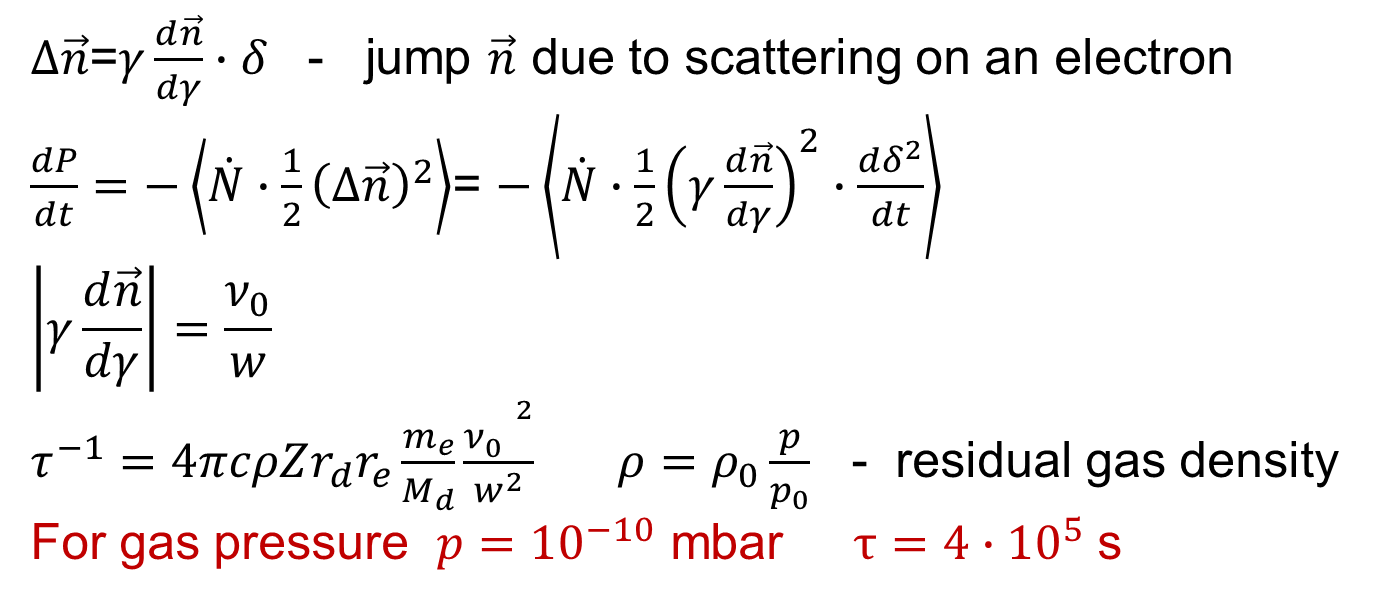 Δn⃗=γ dn⃗/dγ · δ - jump n⃗ due to scattering on an electron
dP/dt = −⟨Ṅ · 1/2 (Δn⃗)²⟩= −⟨Ṅ · 1/2 (γ dn⃗/dγ)² · dδ²/dt⟩
|γ dn⃗/dγ| = ν₀/w
τ⁻¹ = 4πcρZr_d r_e m_e/M_d ν₀²/w² ρ = ρ₀ p/p₀ - residual gas density
For gas pressure p = 10⁻¹⁰ mbar τ = 4 · 10⁵ s